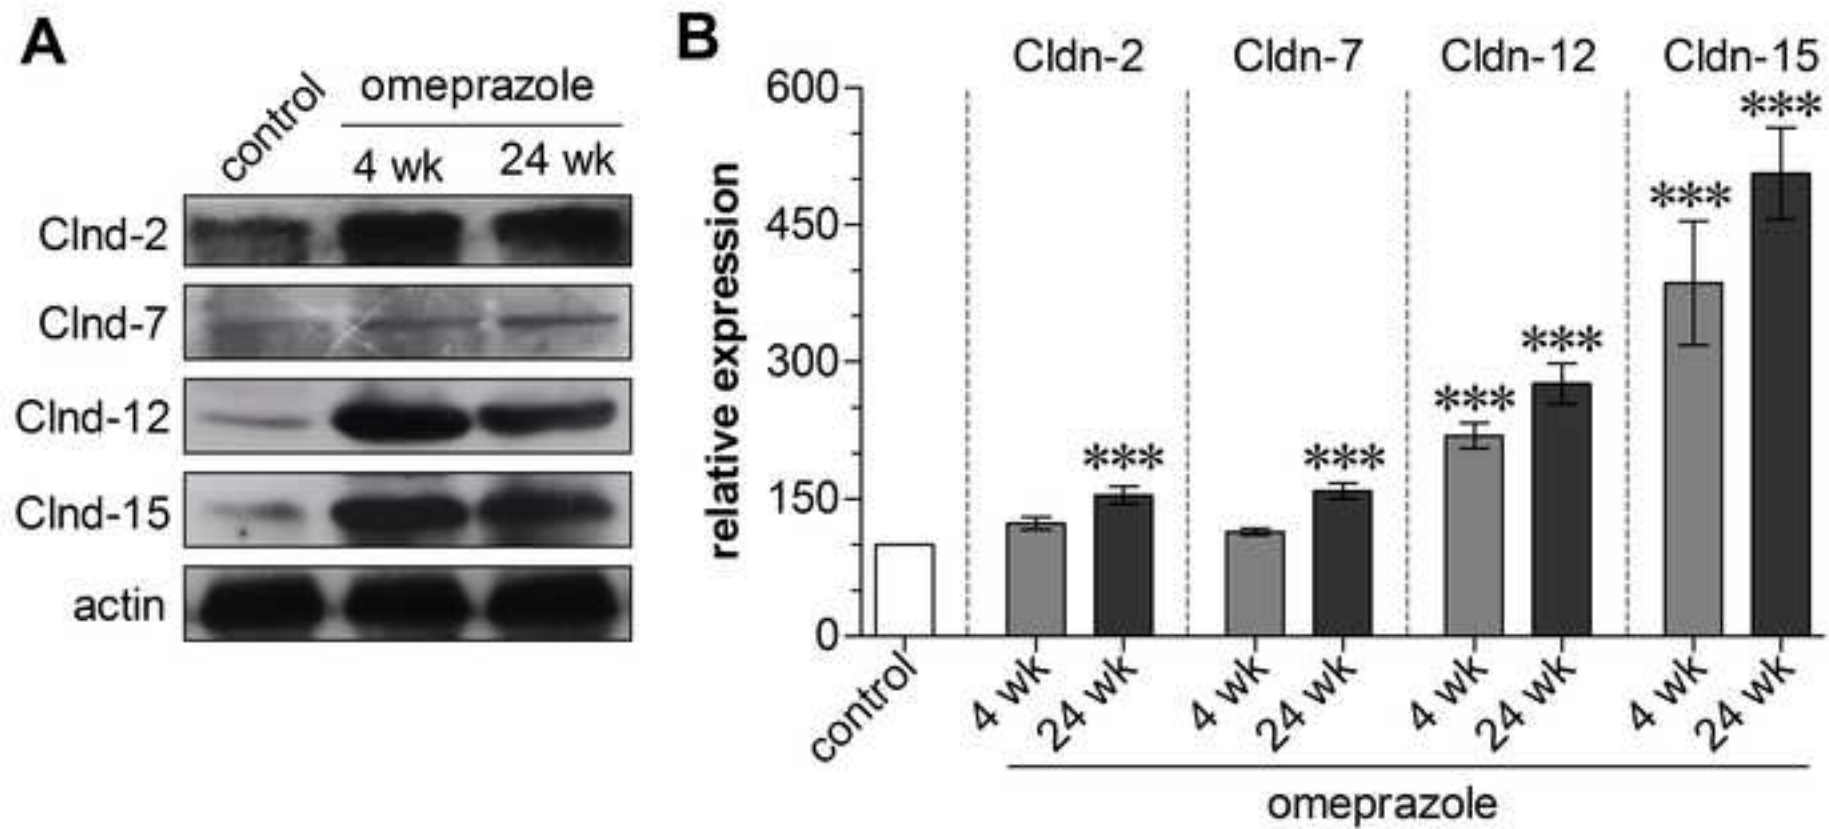 A
control
omeprazole
4 wk 24 wk
Clnd-2
Clnd-7
Clnd-12
Clnd-15
actin
B
Cldn-2 Cldn-7 Cldn-12 Cldn-15
relative expression
600
450
300
150
0
***
***
***
***
***
***
control
4 wk 24 wk 4 wk 24 wk 4 wk 24 wk 4 wk 24 wk
omeprazole